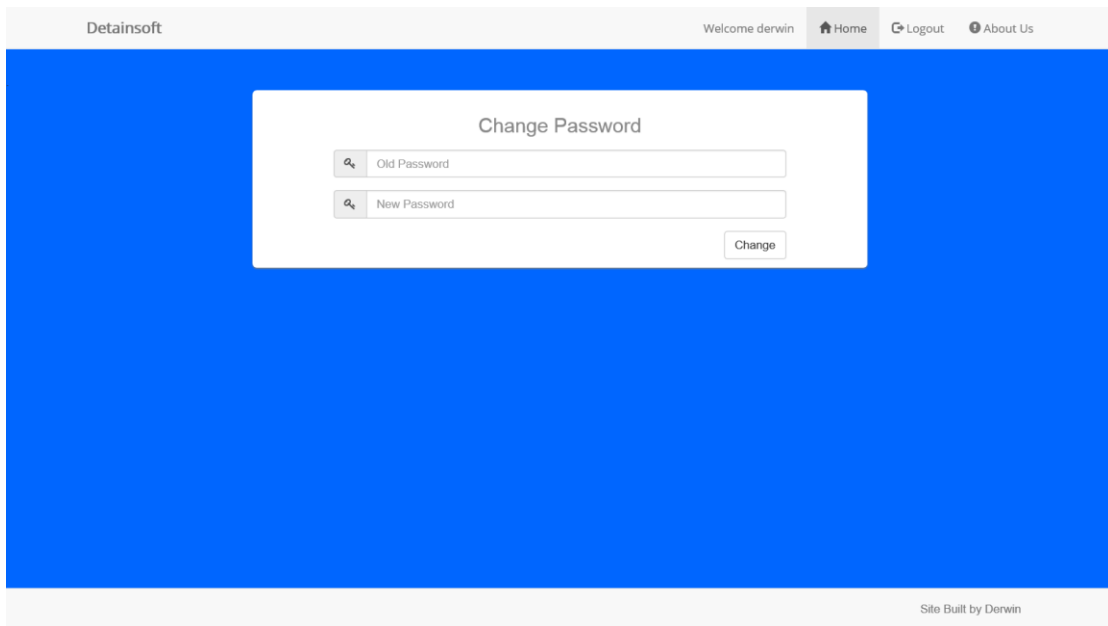 Detainsoft
Welcome derwin Home Logout About Us
Change Password
Old Password
New Password
Change
Site Built by Derwin